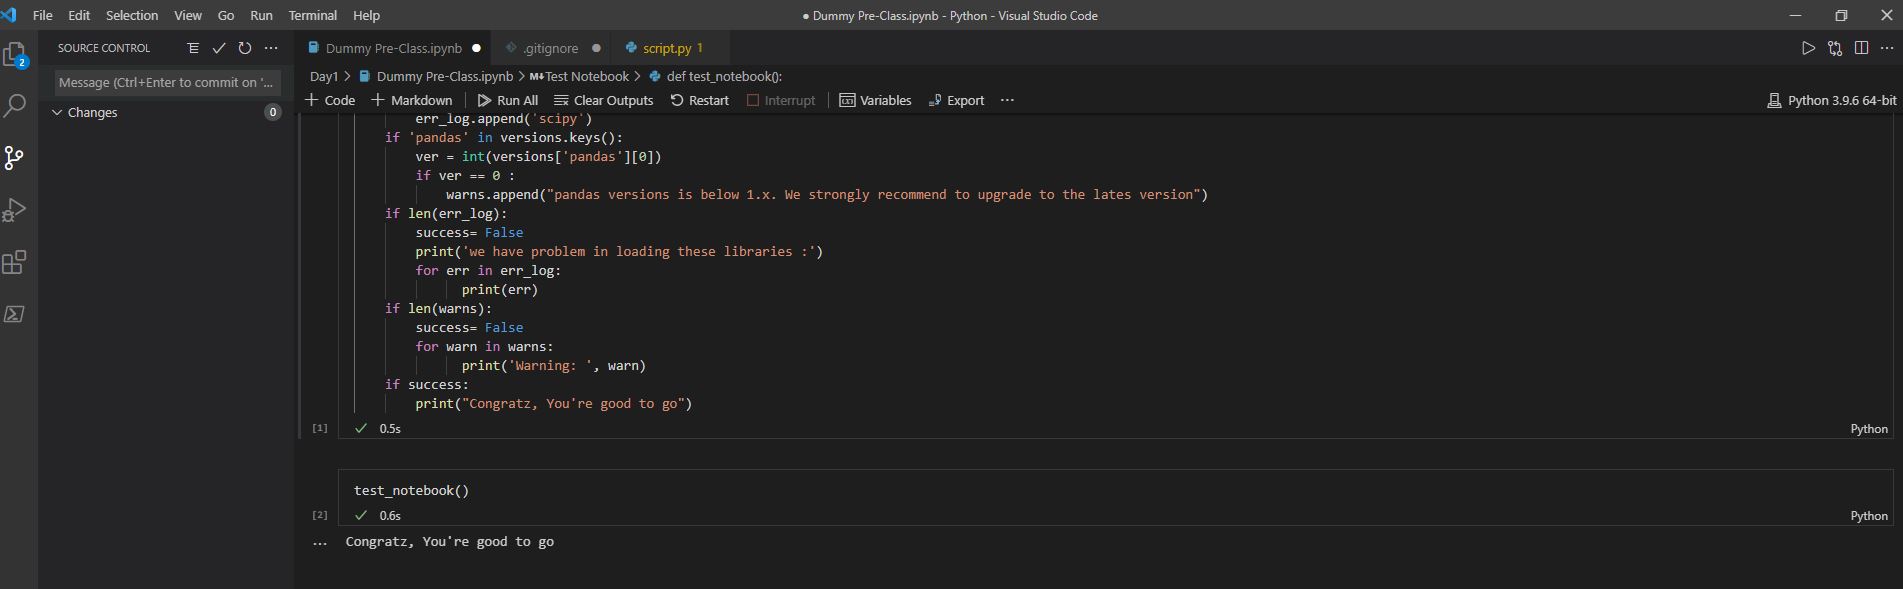 File Edit Selection View Go Run Terminal Help ● Dummy Pre-Class.ipynb - Python - Visual Studio Code
SOURCE CONTROL
Dummy Pre-Class.ipynb ● .gitignore ● script.py 1
2
Message (Ctrl+Enter to commit on '...
Day1 > Dummy Pre-Class.ipynb > M↓Test Notebook > def test_notebook():
+ Code + Markdown | Run All Clear Outputs Restart Interrupt | Variables Export ... Python 3.9.6 64-bit
Changes 0
err_log.append('scipy')
if 'pandas' in versions.keys():
ver = int(versions['pandas'][0])
if ver == 0 :
warns.append("pandas versions is below 1.x. We strongly recommend to upgrade to the lates version")
if len(err_log):
success= False
print('we have problem in loading these libraries :')
for err in err_log:
print(err)
if len(warns):
success= False
for warn in warns:
print('Warning: ', warn)
if success:
print("Congratz, You're good to go")
[1] ✓ 0.5s Python
test_notebook()
[2] ✓ 0.6s Python
... Congratz, You're good to go